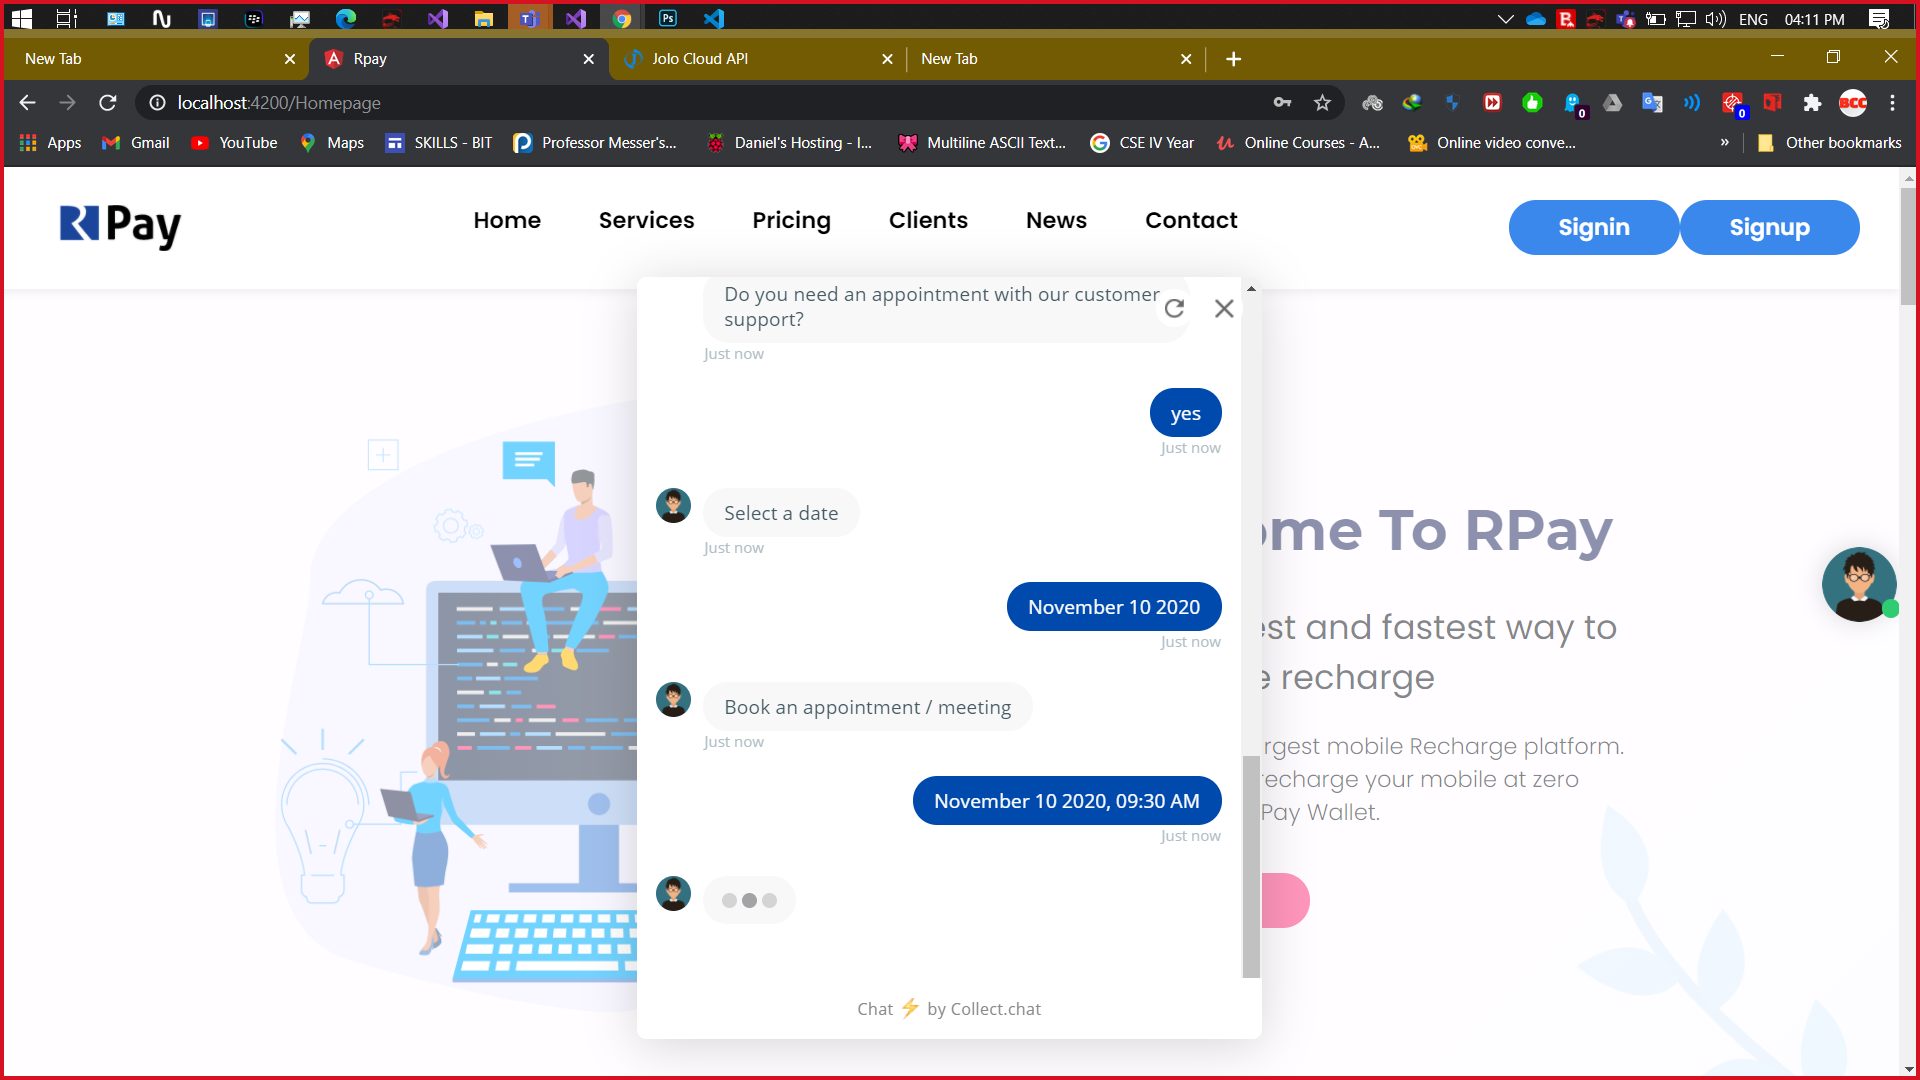 ENG 04:11 PM
New Tab
Rpay
Jolo Cloud API
New Tab
localhost:4200/Homepage
Apps
Gmail
YouTube
Maps
SKILLS - BIT
Professor Messer's...
Daniel's Hosting - I...
Multiline ASCII Text...
CSE IV Year
Online Courses - A...
Online video conve...
»
Other bookmarks
R Pay
Home
Services
Pricing
Clients
News
Contact
Signin
Signup
Do you need an appointment with our customer
support?
Just now
yes
Just now
Select a date
Just now
November 10 2020
Just now
Book an appointment / meeting
Just now
November 10 2020, 09:30 AM
Just now
Chat ⚡ by Collect.chat
ome To RPay
est and fastest way to
e recharge
rgest mobile Recharge platform.
recharge your mobile at zero
Pay Wallet.